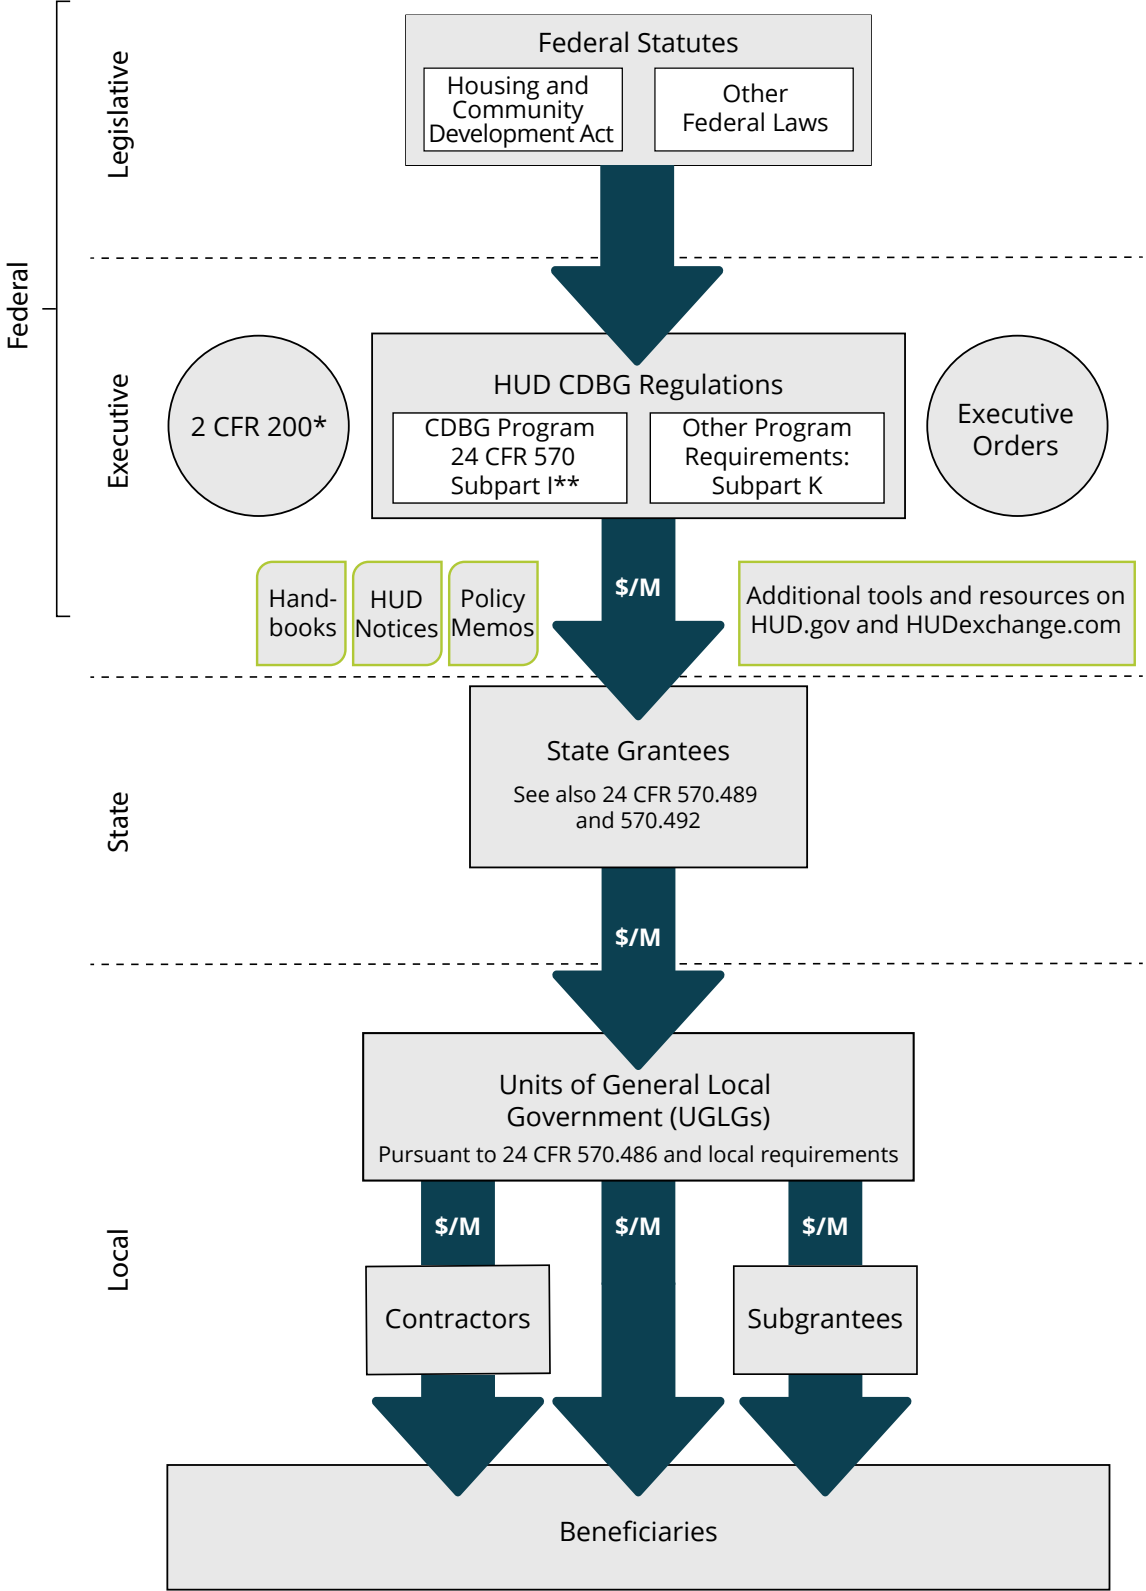 Federal
Legislative
Federal Statutes
Housing and
Community
Development Act
Other
Federal Laws
Executive
2 CFR 200*
HUD CDBG Regulations
CDBG Program
24 CFR 570
Subpart I**
Other Program
Requirements:
Subpart K
Executive
Orders
Hand-
books
HUD
Notices
Policy
Memos
$/M
Additional tools and resources on
HUD.gov and HUDexchange.com
State
State Grantees
See also 24 CFR 570.489
and 570.492
$/M
Local
Units of General Local
Government (UGLGs)
Pursuant to 24 CFR 570.486 and local requirements
$/M
$/M
$/M
Contractors
Subgrantees
Beneficiaries